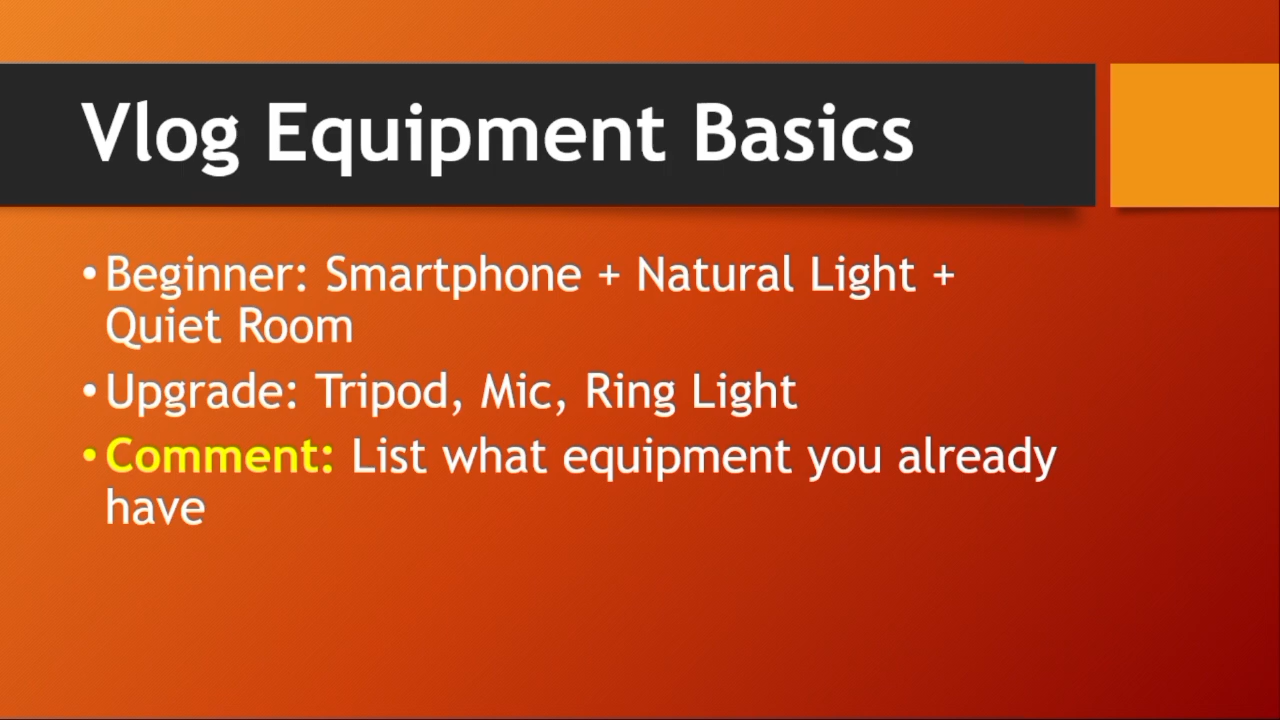 Vlog Equipment Basics
• Beginner: Smartphone + Natural Light +
Quiet Room
• Upgrade: Tripod, Mic, Ring Light
• Comment: List what equipment you already
have